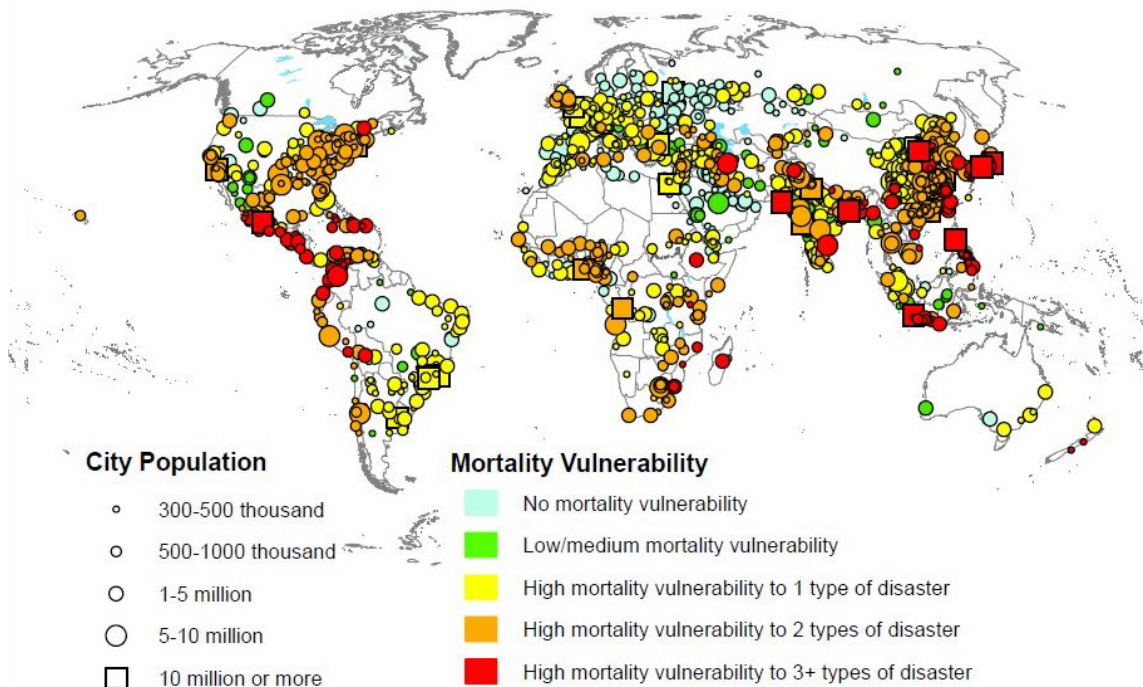 City Population
300-500 thousand
500-1000 thousand
1-5 million
5-10 million
10 million or more
Mortality Vulnerability
No mortality vulnerability
Low/medium mortality vulnerability
High mortality vulnerability to 1 type of disaster
High mortality vulnerability to 2 types of disaster
High mortality vulnerability to 3+ types of disaster